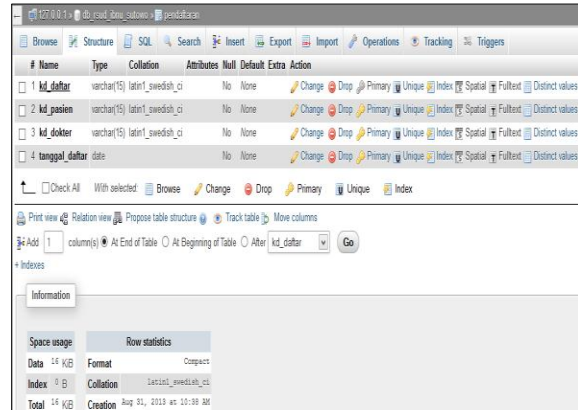 127.0.0.1 » db_rsud_ibnu_sutowo » pendaftaran
Browse Structure SQL Search Insert Export Import Operations Tracking Triggers
# Name Type Collation Attributes Null Default Extra Action
1 kd_daftar varchar(15) latin1_swedish_ci No None Change Drop Primary Unique Index Spatial Fulltext Distinct values
2 kd_pasien varchar(15) latin1_swedish_ci No None Change Drop Primary Unique Index Spatial Fulltext Distinct values
3 kd_dokter varchar(15) latin1_swedish_ci No None Change Drop Primary Unique Index Spatial Fulltext Distinct values
4 tanggal_daftar date No None Change Drop Primary Unique Index Spatial Fulltext Distinct values
Check All With selected: Browse Change Drop Primary Unique Index
Print view Relation view Propose table structure Track table Move columns
Add 1 column(s) At End of Table At Beginning of Table After kd_daftar Go
+ Indexes
Information
Space usage Row statistics
Data 16 KiB Format Compact
Index 0 B Collation latin1_swedish_ci
Total 16 KiB Creation Aug 31, 2013 at 10:38 AM